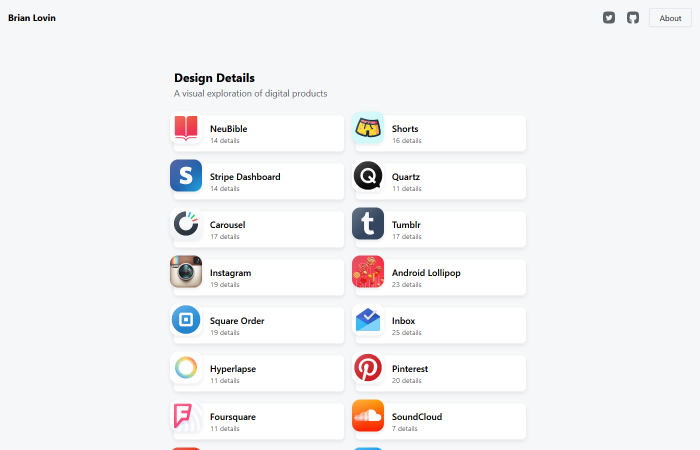 Brian Lovin
About
Design Details
A visual exploration of digital products
NeuBible
14 details
Shorts
16 details
Stripe Dashboard
14 details
Quartz
11 details
Carousel
17 details
Tumblr
17 details
Instagram
19 details
Android Lollipop
23 details
Square Order
19 details
Inbox
25 details
Hyperlapse
11 details
Pinterest
20 details
Foursquare
11 details
SoundCloud
7 details